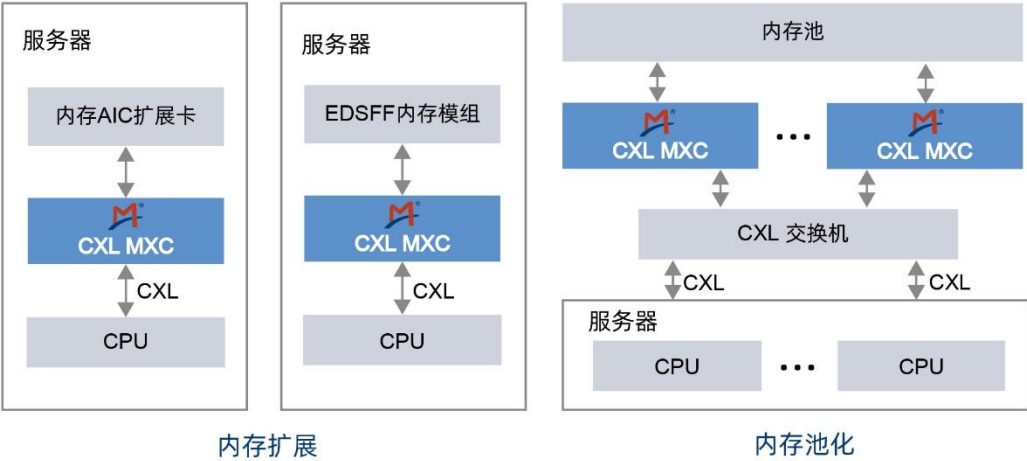 服务器
内存AIC扩展卡
CXL MXC
CXL
CPU
服务器
EDSFF内存模组
CXL MXC
CXL
CPU
内存扩展
内存池
CXL MXC
CXL MXC
CXL 交换机
CXL
CXL
服务器
CPU
CPU
内存池化